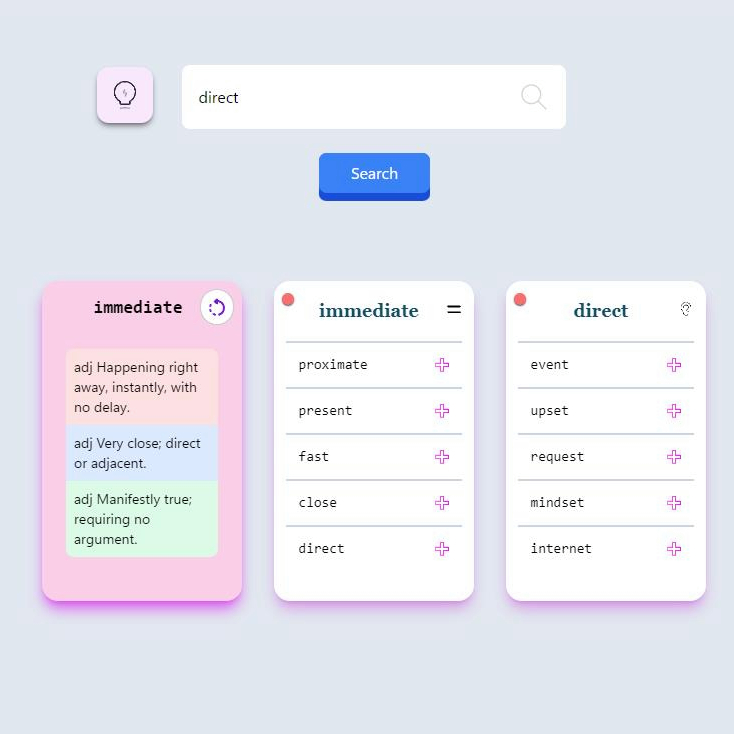 direct
Search
immediate
adj Happening right
away, instantly, with
no delay.
adj Very close; direct
or adjacent.
adj Manifestly true;
requiring no
argument.
immediate
proximate
present
fast
close
direct
direct
event
upset
request
mindset
internet